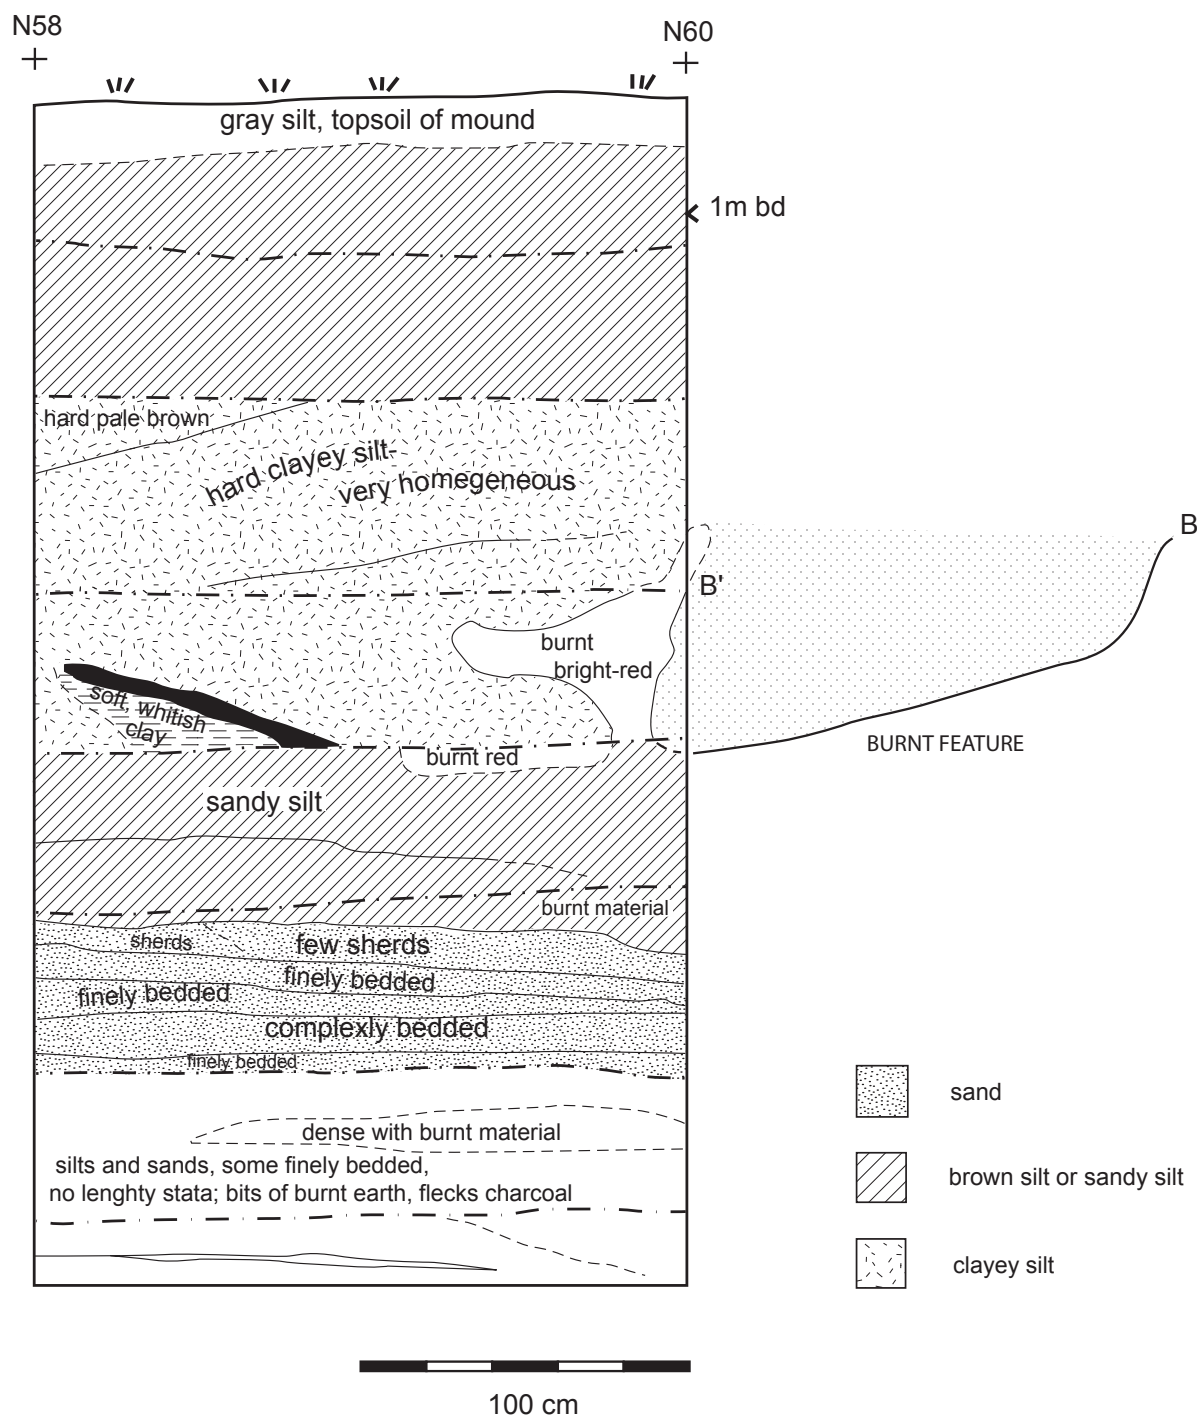 N58
N60
gray silt, topsoil of mound
1m bd
hard pale brown
hard clayey silt-
very homegeneous
B
B'
burnt
bright-red
soft, whitish
clay
BURNT FEATURE
burnt red
sandy silt
burnt material
sherds
few sherds
finely bedded
finely bedded
complexly bedded
finely bedded
sand
dense with burnt material
silts and sands, some finely bedded,
no lenghty stata; bits of burnt earth, flecks charcoal
brown silt or sandy silt
clayey silt
100 cm